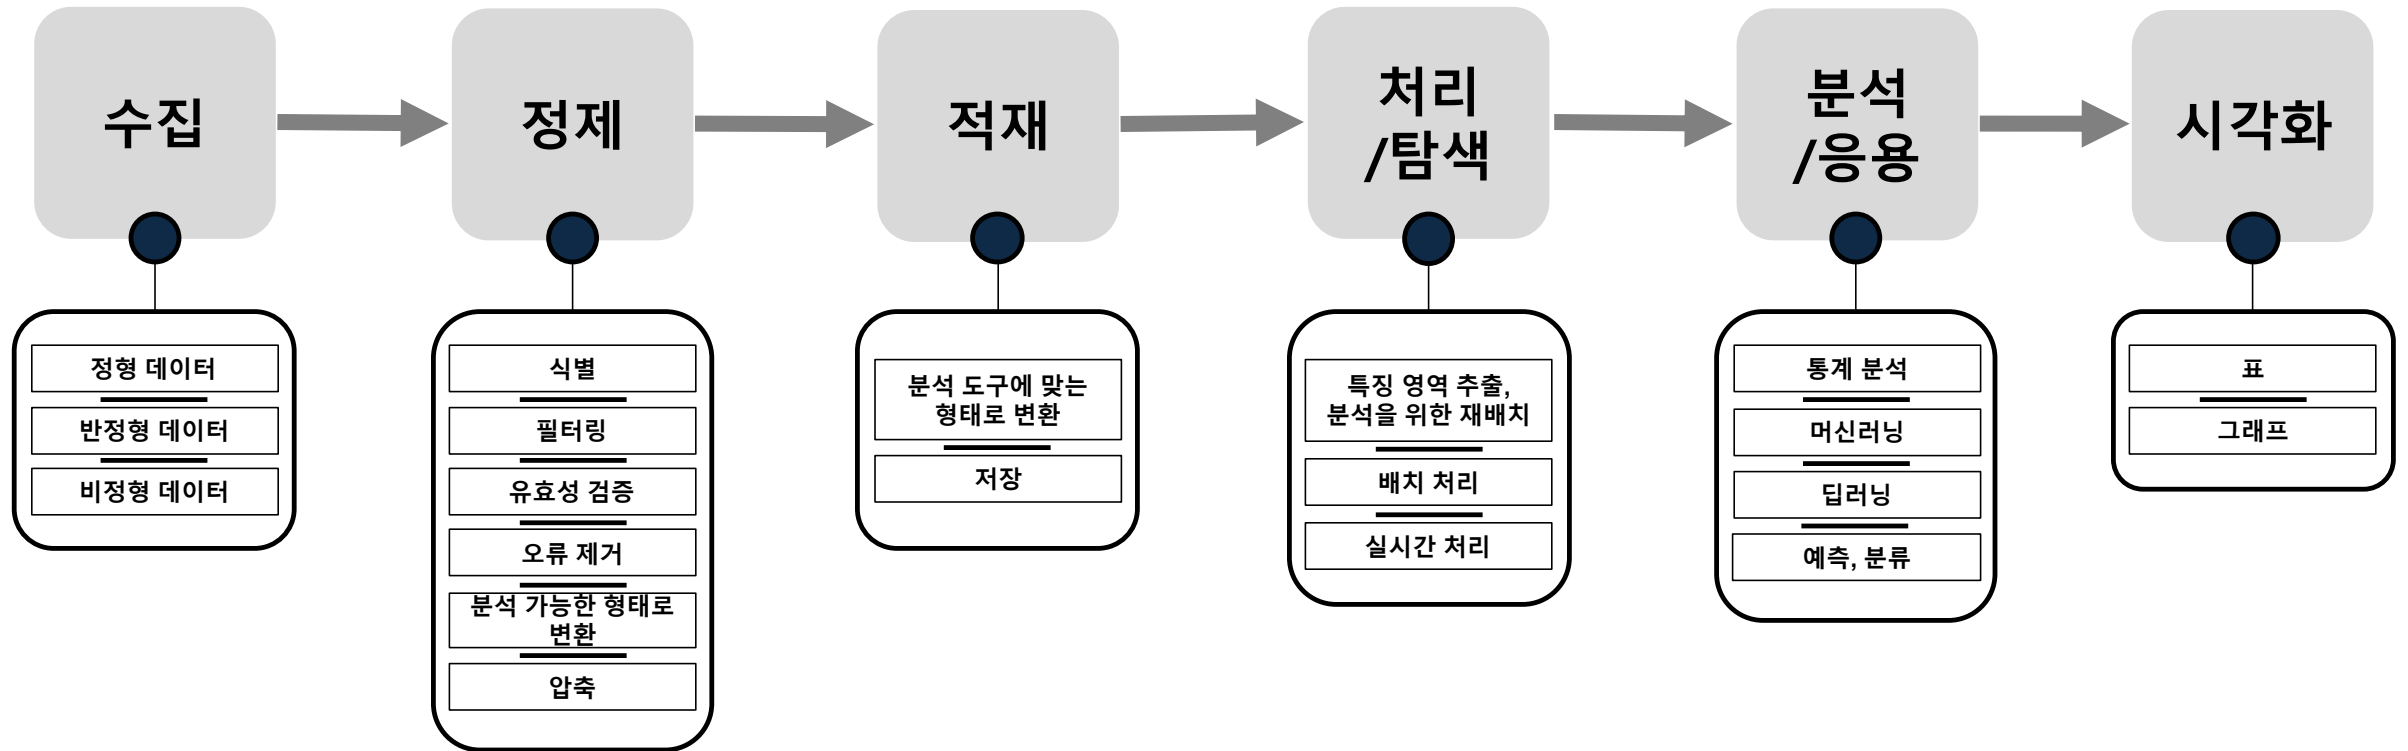 수집
정제
적재
처리
/탐색
분석
/응용
시각화
정형 데이터
반정형 데이터
비정형 데이터
식별
필터링
유효성 검증
오류 제거
분석 가능한 형태로
변환
압축
분석 도구에 맞는
형태로 변환
저장
특징 영역 추출,
분석을 위한 재배치
배치 처리
실시간 처리
통계 분석
머신러닝
딥러닝
예측, 분류
표
그래프